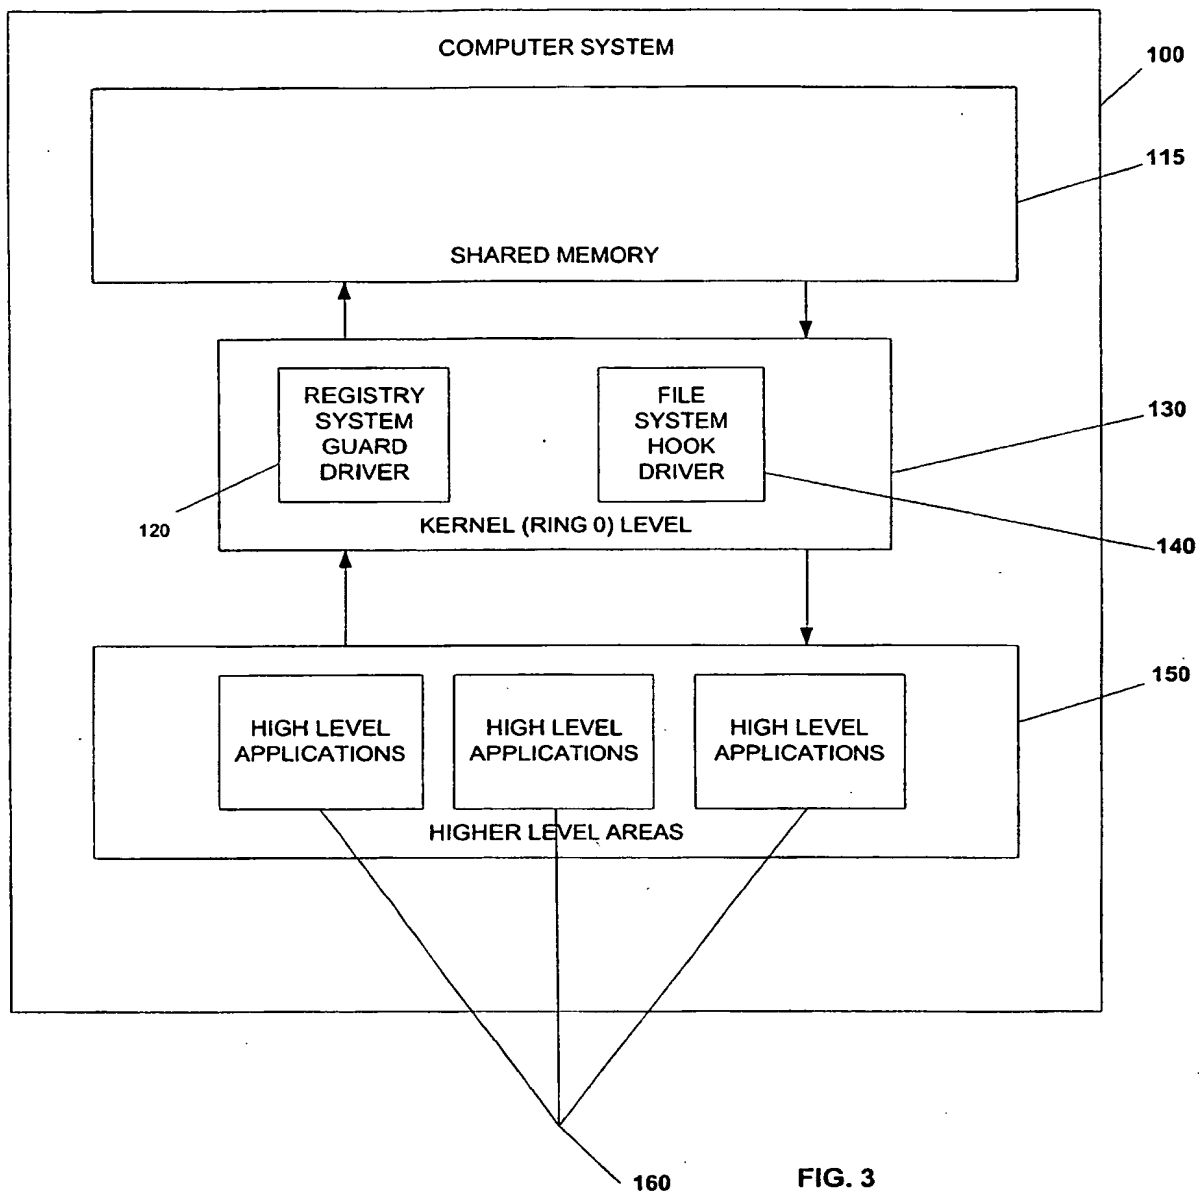 COMPUTER SYSTEM
100
115
SHARED MEMORY
REGISTRY
SYSTEM
GUARD
DRIVER
FILE
SYSTEM
HOOK
DRIVER
130
120
KERNEL (RING 0) LEVEL
140
150
HIGH LEVEL
APPLICATIONS
HIGH LEVEL
APPLICATIONS
HIGH LEVEL
APPLICATIONS
HIGHER LEVEL AREAS
160
FIG. 3